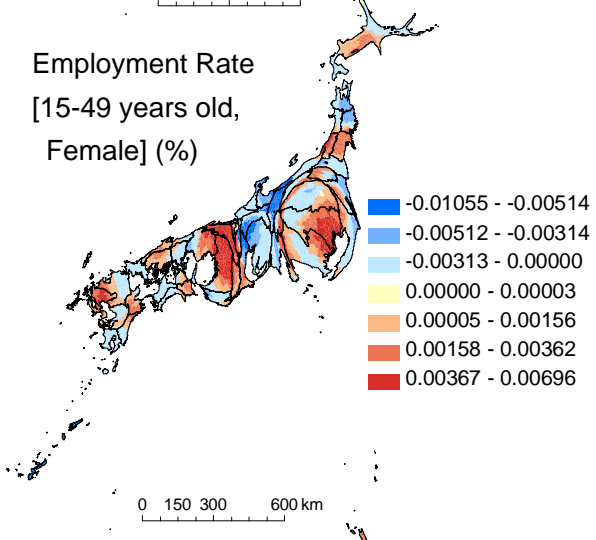 Employment Rate
[15-49 years old,
Female] (%)
-0.01055 - -0.00514
-0.00512 - -0.00314
-0.00313 - 0.00000
0.00000 - 0.00003
0.00005 - 0.00156
0.00158 - 0.00362
0.00367 - 0.00696
0 150 300 600 km